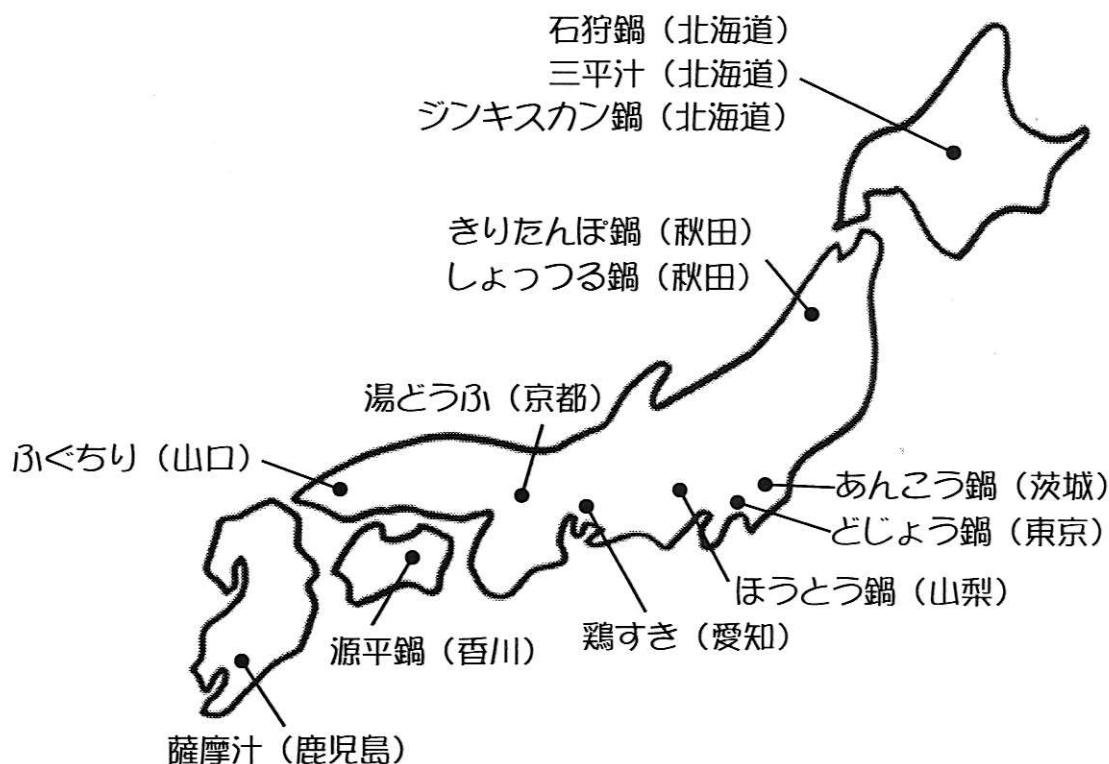 石狩鍋（北海道）
三平汁（北海道）
ジンギスカン鍋（北海道）
きりたんぽ鍋（秋田）
しょっつる鍋（秋田）
湯どうふ（京都）
ふぐちり（山口）
あんこう鍋（茨城）
どじょう鍋（東京）
ほうとう鍋（山梨）
鶏すき（愛知）
源平鍋（香川）
薩摩汁（鹿児島）